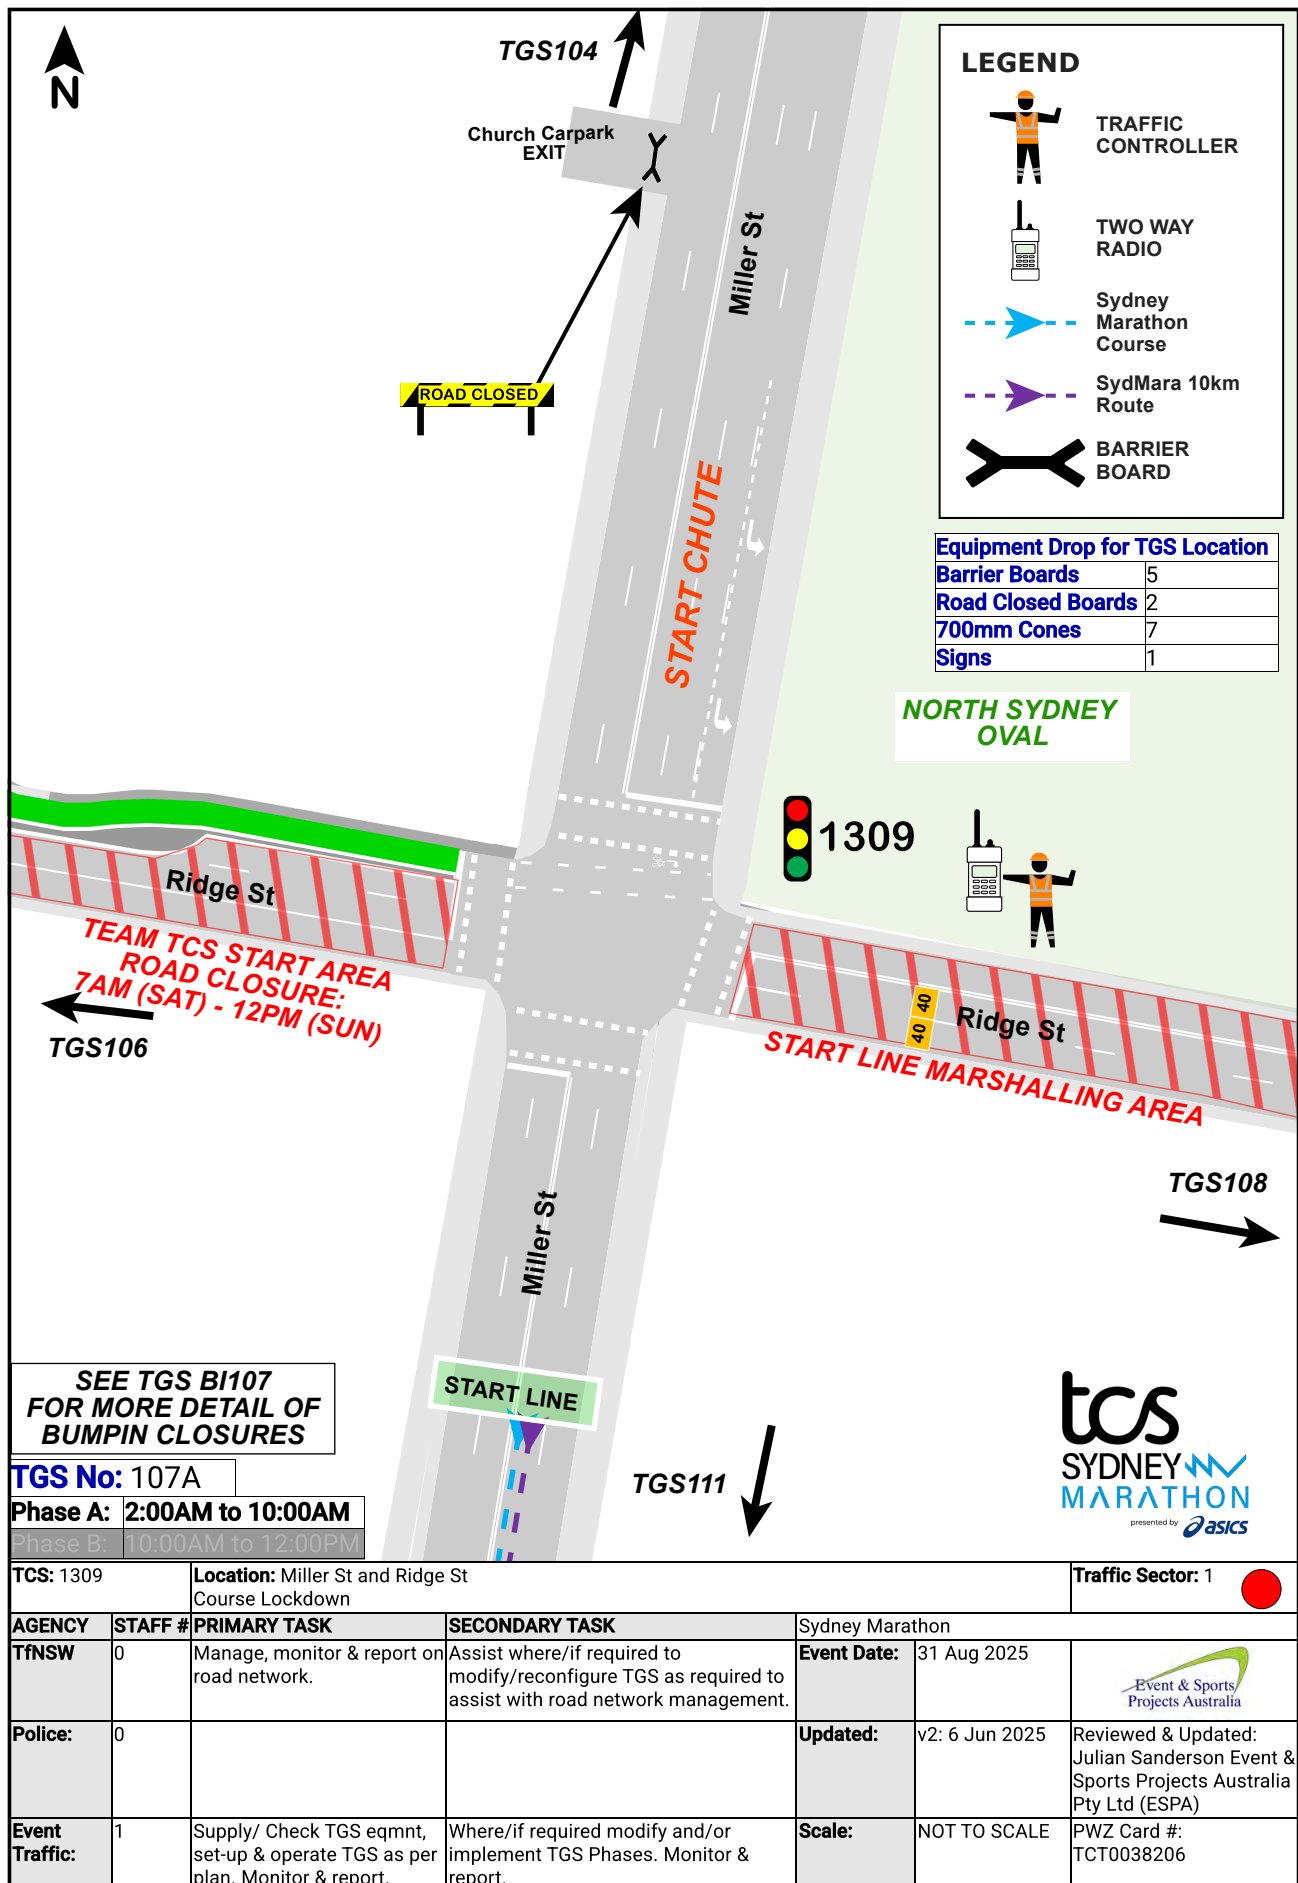 N
TGS104
Church Carpark
EXIT
Miller St
ROAD CLOSED
START CHUTE
LEGEND
TRAFFIC
CONTROLLER
TWO WAY
RADIO
Sydney
Marathon
Course
SydMara 10km
Route
BARRIER
BOARD
Equipment Drop for TGS Location
Barrier Boards 5
Road Closed Boards 2
700mm Cones 7
Signs 1
NORTH SYDNEY
OVAL
1309
Ridge St
TEAM TCS START AREA
ROAD CLOSURE:
7AM (SAT) - 12PM (SUN)
TGS106
40 40
Ridge St
START LINE MARSHALLING AREA
TGS108
Miller St
START LINE
SEE TGS BI107
FOR MORE DETAIL OF
BUMPIN CLOSURES
TGS No: 107A
Phase A: 2:00AM to 10:00AM
Phase B: 10:00AM to 12:00PM
TGS111
tcs
SYDNEY
MARATHON
presented by asics
TCS: 1309 Location: Miller St and Ridge St Traffic Sector: 1
Course Lockdown
AGENCY STAFF # PRIMARY TASK SECONDARY TASK Sydney Marathon
TfNSW 0 Manage, monitor & report on Assist where/if required to Event Date: 31 Aug 2025
road network. modify/reconfigure TGS as required to
assist with road network management.
Event & Sports
Projects Australia
Police: 0 Updated: v2: 6 Jun 2025 Reviewed & Updated:
Julian Sanderson Event &
Sports Projects Australia
Pty Ltd (ESPA)
Event 1 Supply/ Check TGS eqmnt, Where/if required modify and/or Scale: NOT TO SCALE PWZ Card #:
Traffic: set-up & operate TGS as per implement TGS Phases. Monitor & TCT0038206
plan. Monitor & report. report.